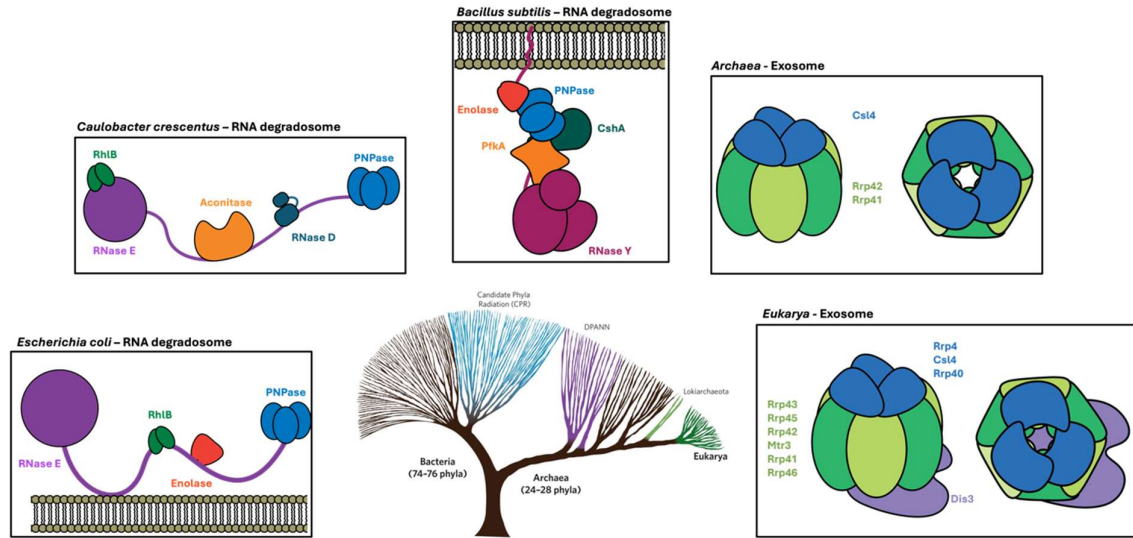 Bacillus subtilis – RNA degradosome
Enolase
PNPase
CshA
PfkA
RNase Y
Archaea - Exosome
Csl4
Rrp42
Rrp41
Caulobacter crescentus – RNA degradosome
RhlB
PNPase
Aconitase
RNase D
RNase E
Candidate Phyla
Radiation (CPR)
DPANN
Lokiarchaeota
Bacteria
(74–76 phyla)
Archaea
(24–28 phyla)
Eukarya
Escherichia coli – RNA degradosome
PNPase
RhlB
RNase E
Enolase
Eukarya - Exosome
Rrp4
Csl4
Rrp40
Rrp43
Rrp45
Rrp42
Mtr3
Rrp41
Rrp46
Dis3